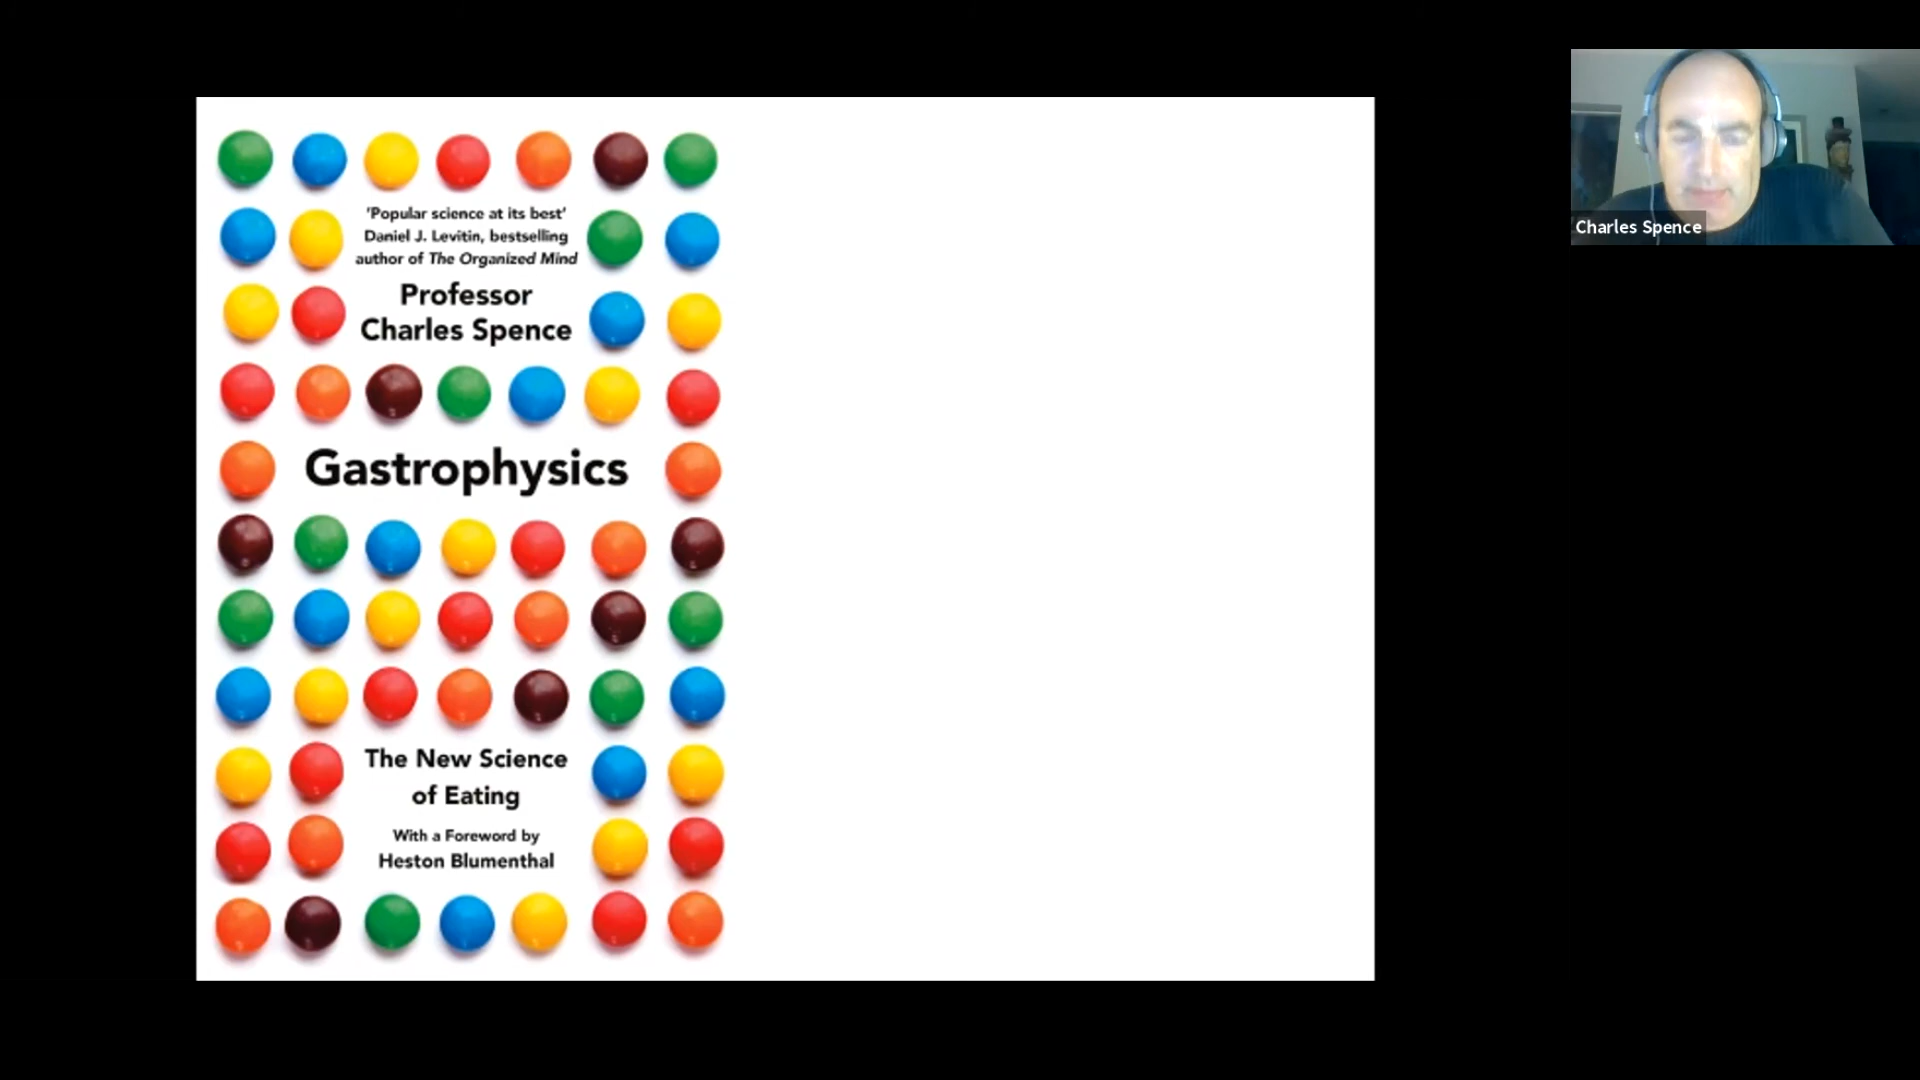 'Popular science at its best'
Daniel J. Levitin, bestselling
author of The Organized Mind
Professor
Charles Spence
Gastrophysics
The New Science
of Eating
With a Foreword by
Heston Blumenthal
Charles Spence